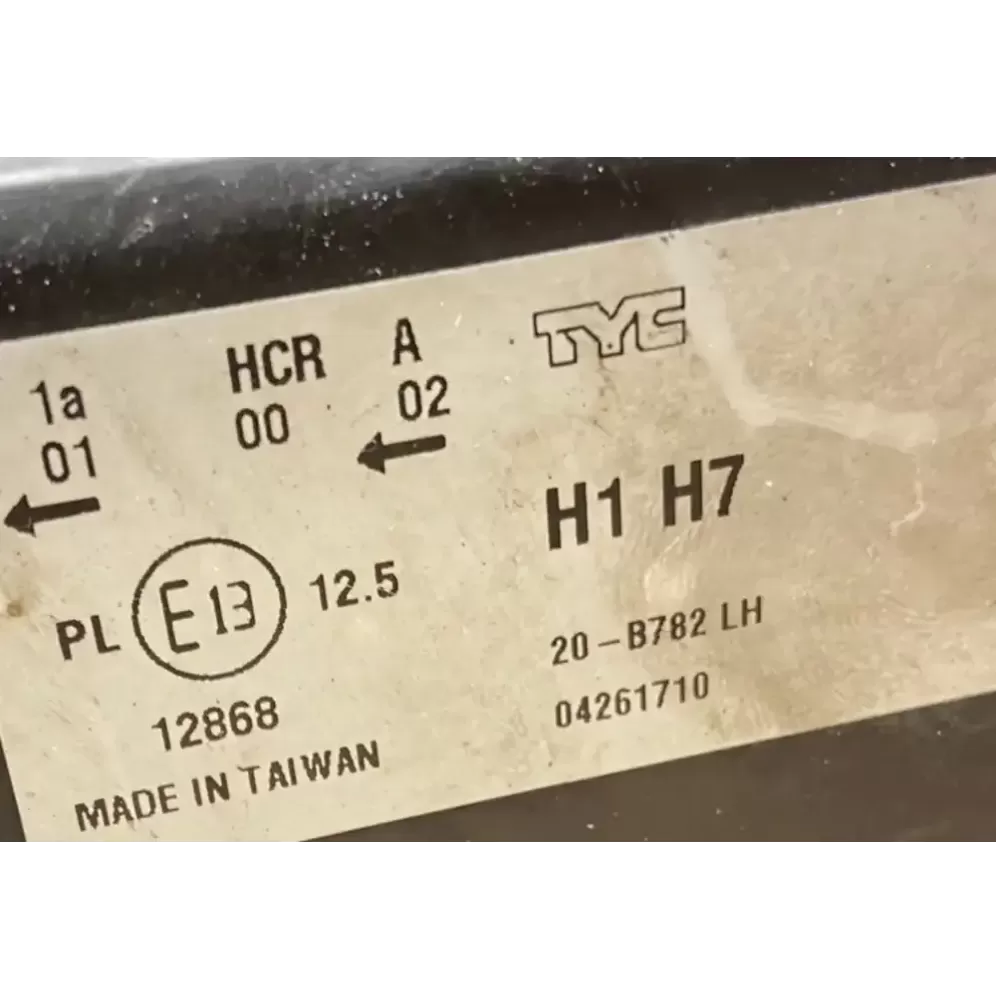 1a HCR A TYC
01 00 02
H1 H7
PL E13 12.5
20-B782 LH
12868 04261710
MADE IN TAIWAN